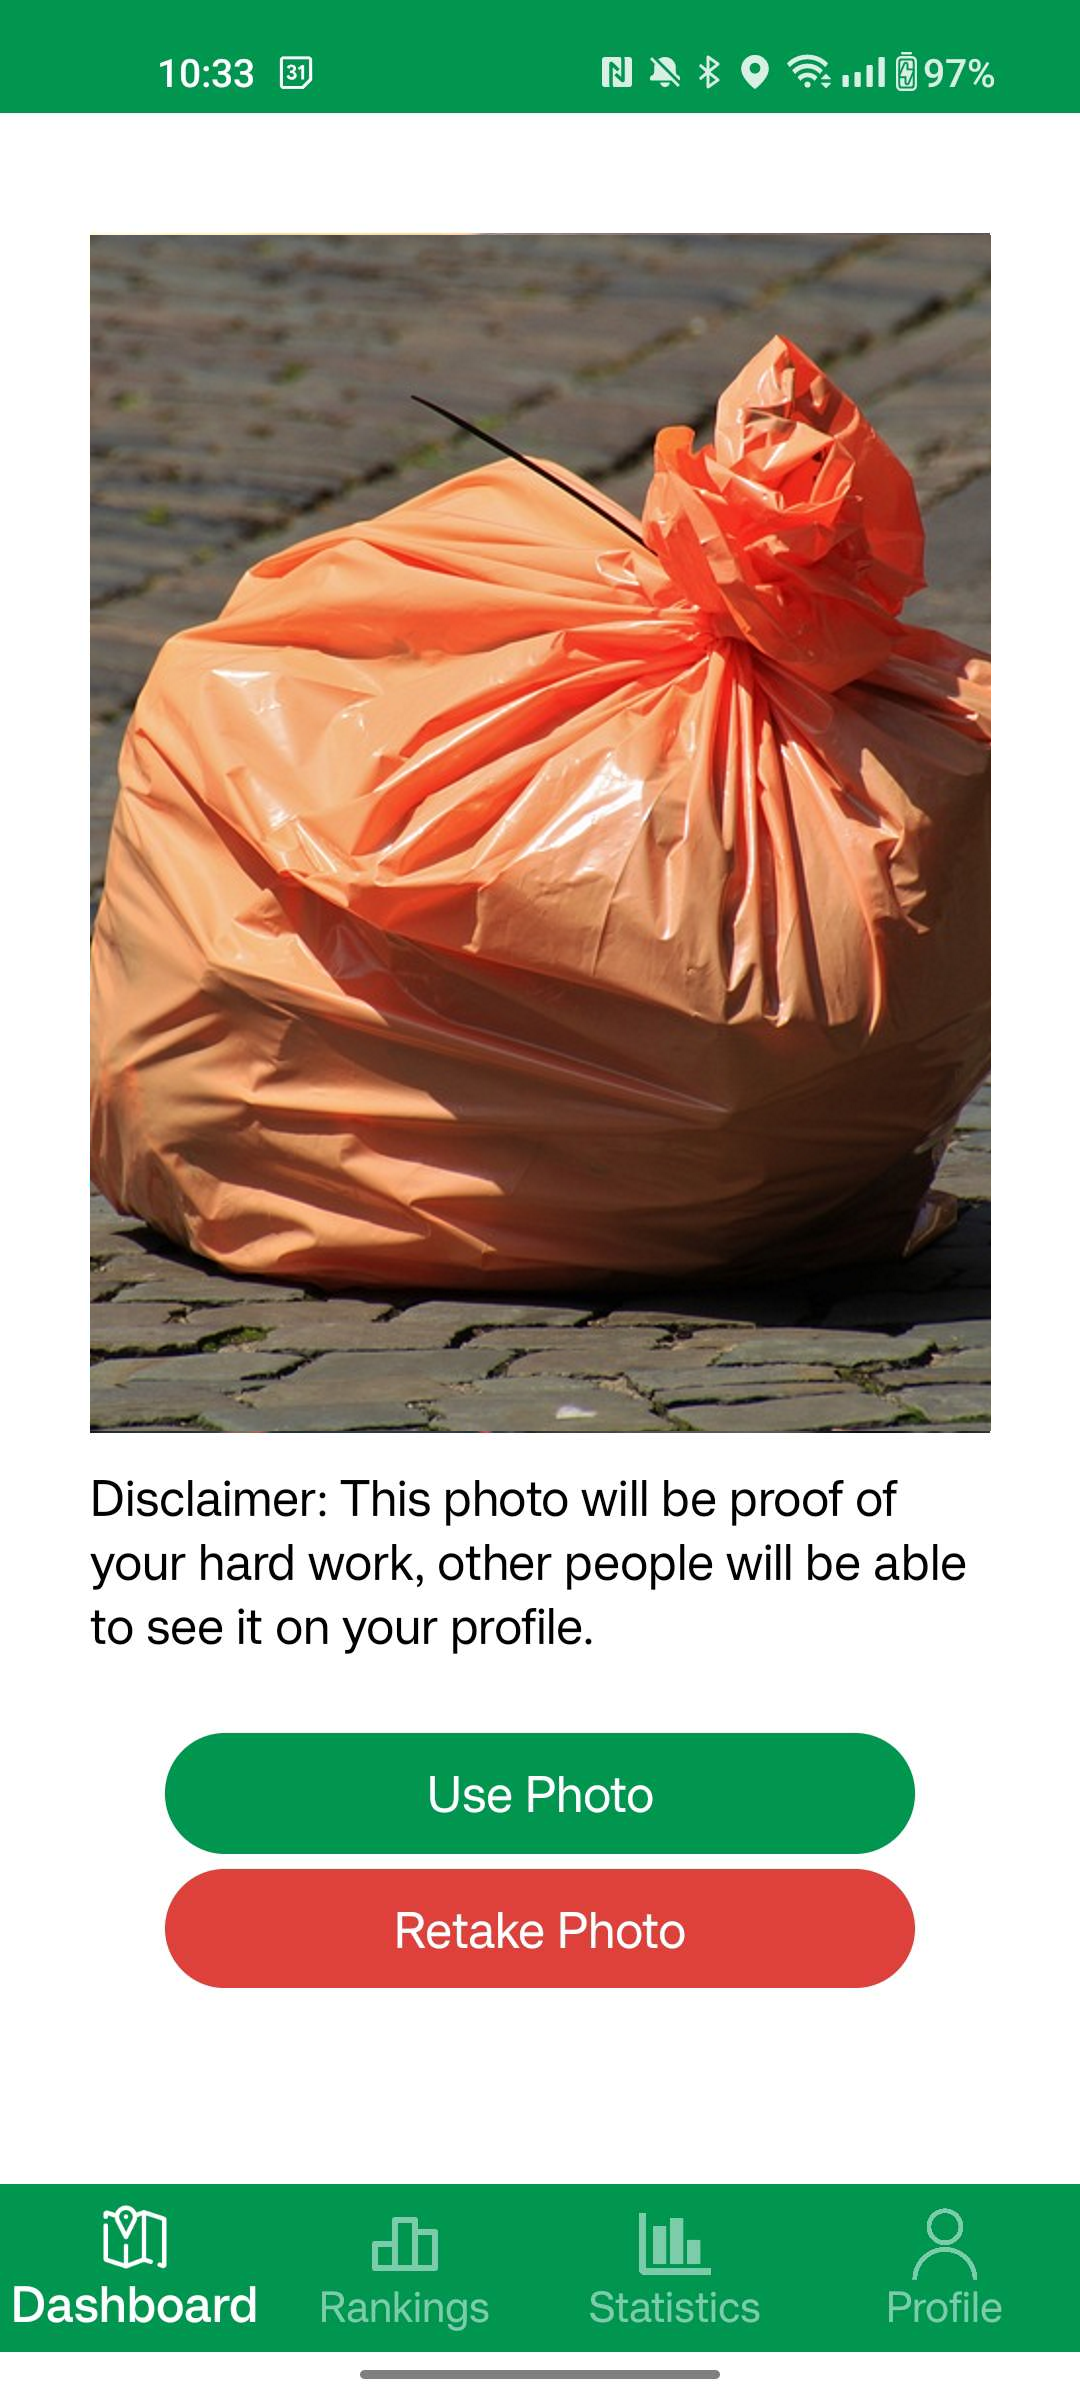 10:33 31 97%
Disclaimer: This photo will be proof of
your hard work, other people will be able
to see it on your profile.
Use Photo
Retake Photo
Dashboard Rankings Statistics Profile